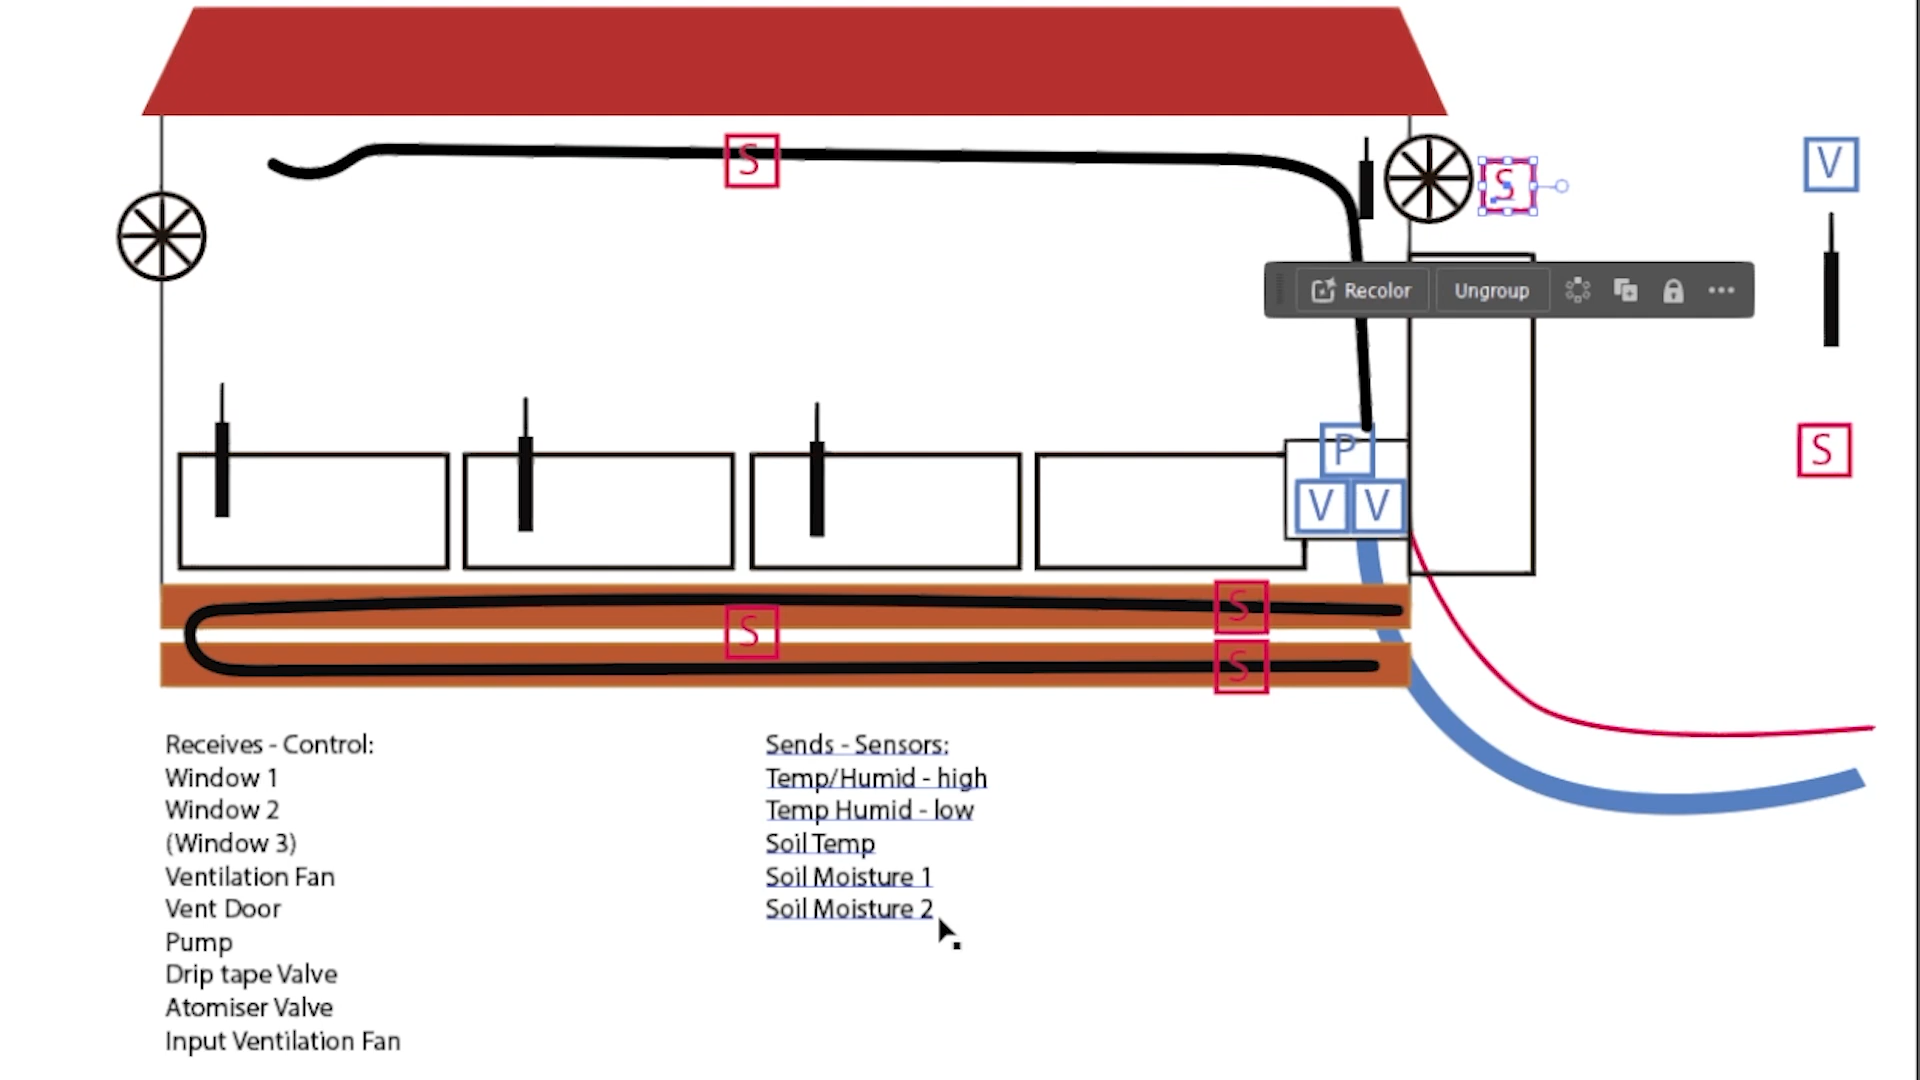 S
S
V
Recolor
Ungroup
P
S
V
V
S
S
S
Receives - Control:
Window 1
Window 2
(Window 3)
Ventilation Fan
Vent Door
Pump
Drip tape Valve
Atomiser Valve
Input Ventilation Fan
Sends - Sensors:
Temp/Humid - high
Temp Humid - low
Soil Temp
Soil Moisture 1
Soil Moisture 2